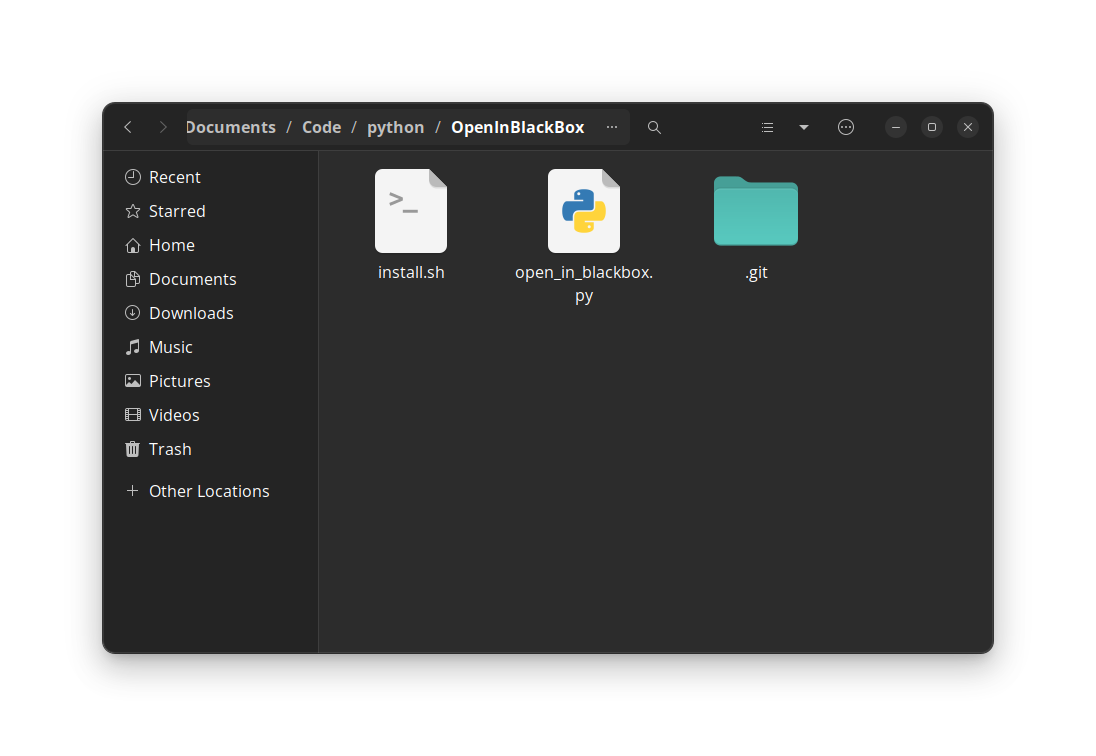 Documents / Code / python / OpenInBlackBox
Recent
Starred
Home
Documents
Downloads
Music
Pictures
Videos
Trash
Other Locations
install.sh
open_in_blackbox.
py
.git